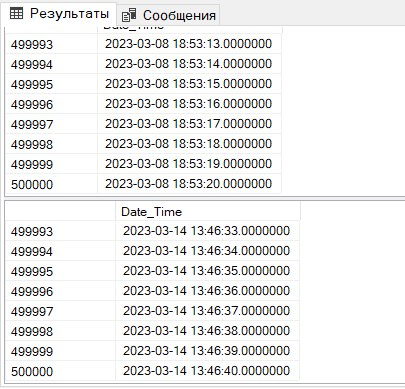 Результаты Сообщения
Date_Time
499993 2023-03-08 18:53:13.0000000
499994 2023-03-08 18:53:14.0000000
499995 2023-03-08 18:53:15.0000000
499996 2023-03-08 18:53:16.0000000
499997 2023-03-08 18:53:17.0000000
499998 2023-03-08 18:53:18.0000000
499999 2023-03-08 18:53:19.0000000
500000 2023-03-08 18:53:20.0000000
Date_Time
499993 2023-03-14 13:46:33.0000000
499994 2023-03-14 13:46:34.0000000
499995 2023-03-14 13:46:35.0000000
499996 2023-03-14 13:46:36.0000000
499997 2023-03-14 13:46:37.0000000
499998 2023-03-14 13:46:38.0000000
499999 2023-03-14 13:46:39.0000000
500000 2023-03-14 13:46:40.0000000